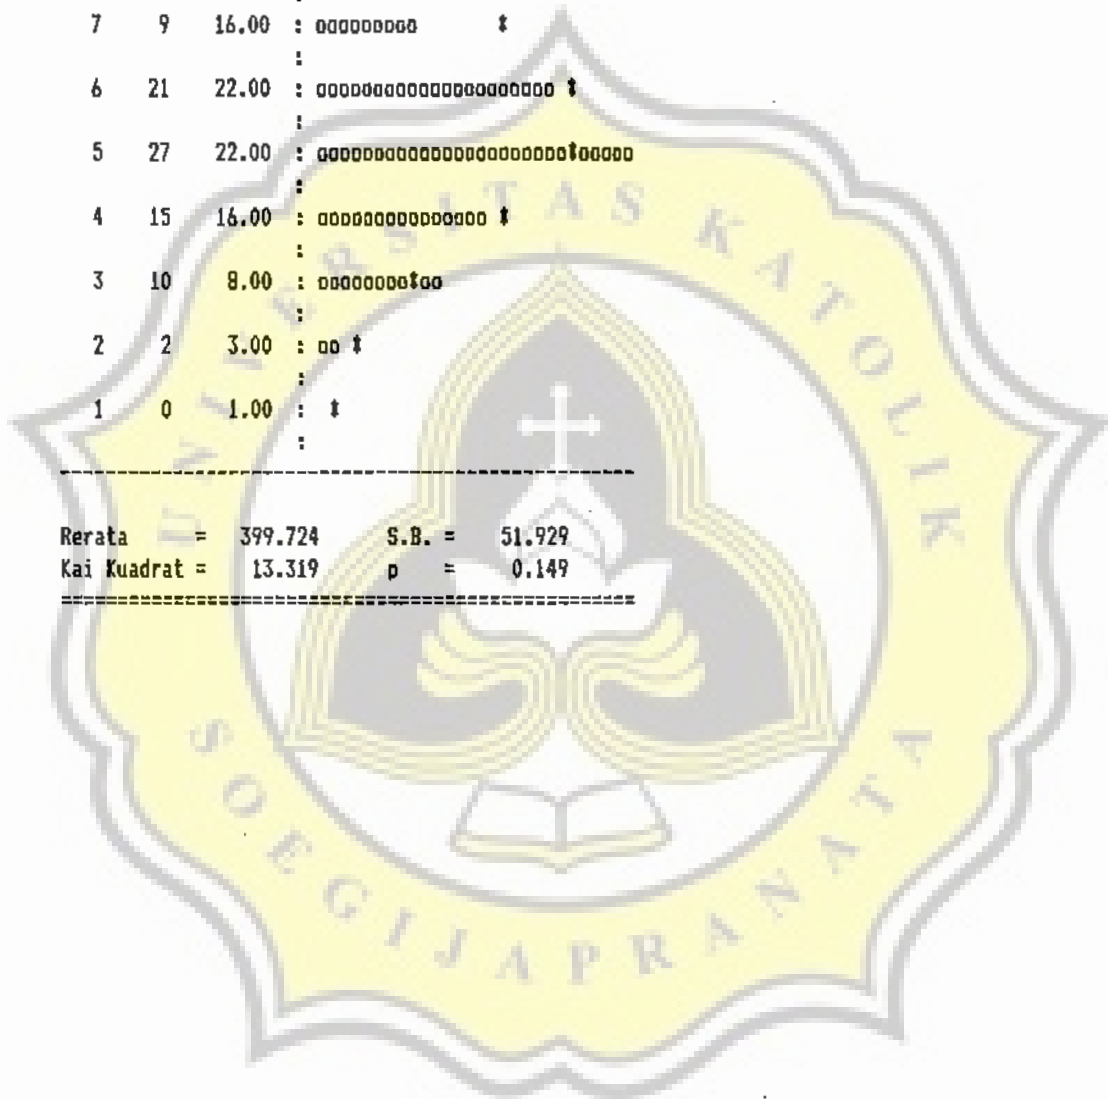 7 9 16.00 : ooooooooo *
:
6 21 22.00 : ooooooooooooooooooooo *
:
5 27 22.00 : oooooooooooooooooooooo*ooooo
:
4 15 16.00 : ooooooooooooooo *
:
3 10 8.00 : oooooooo*oo
:
2 2 3.00 : oo *
:
1 0 1.00 : *
:
Rerata = 399.724 S.B. = 51.929
Kai Kuadrat = 13.319 p = 0.149
UNIVERSITAS KATOLIK
SOEGIJAPRANATA